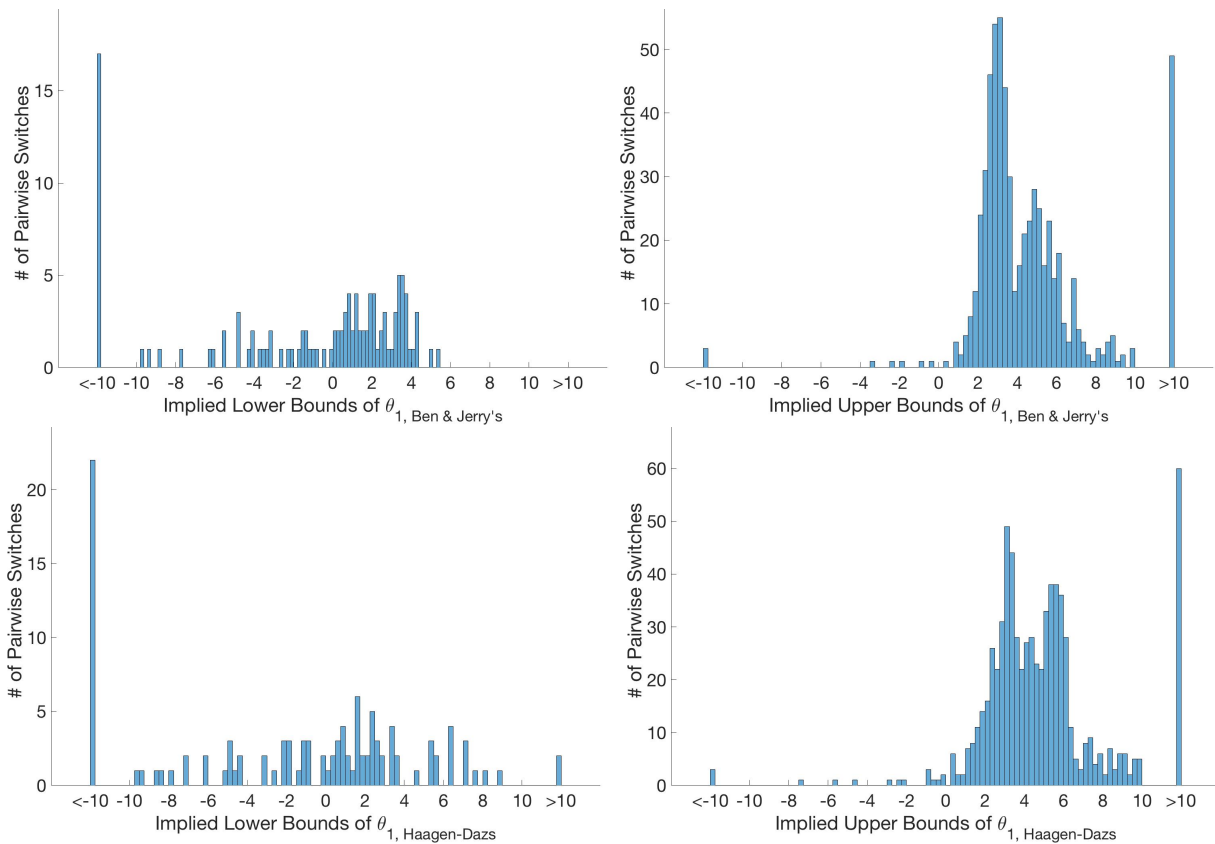 # of Pairwise Switches
15
10
5
0
<-10 -10 -8 -6 -4 -2 0 2 4 6 8 10 >10
Implied Lower Bounds of θ1, Ben & Jerry's
# of Pairwise Switches
50
40
30
20
10
0
<-10 -10 -8 -6 -4 -2 0 2 4 6 8 10 >10
Implied Upper Bounds of θ1, Ben & Jerry's
# of Pairwise Switches
20
15
10
5
0
<-10 -10 -8 -6 -4 -2 0 2 4 6 8 10 >10
Implied Lower Bounds of θ1, Haagen-Dazs
# of Pairwise Switches
60
50
40
30
20
10
0
<-10 -10 -8 -6 -4 -2 0 2 4 6 8 10 >10
Implied Upper Bounds of θ1, Haagen-Dazs